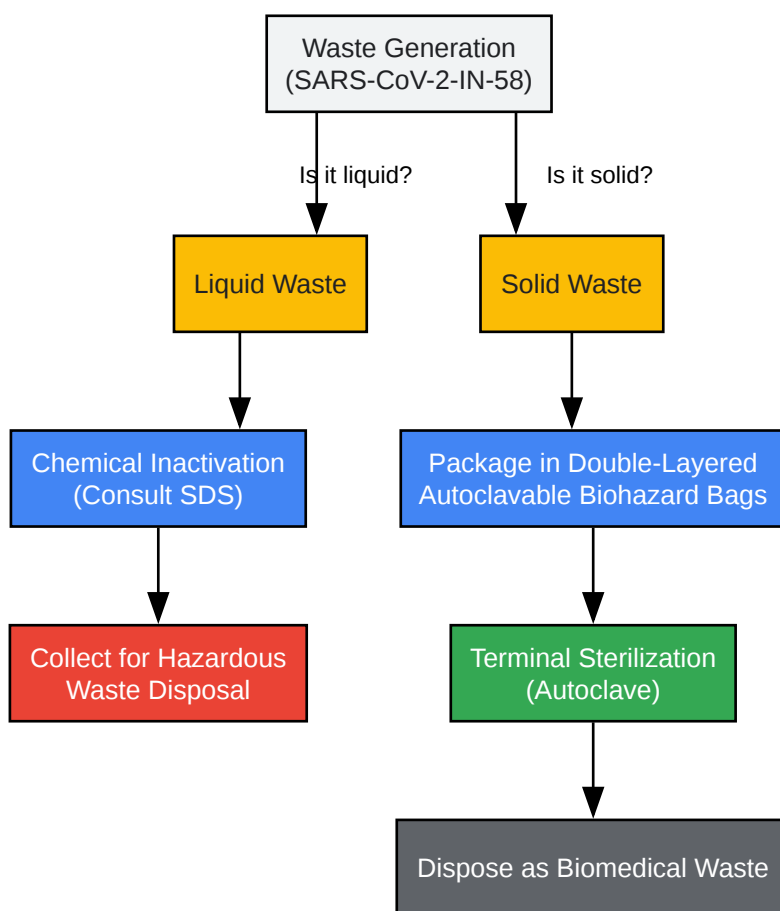 Waste Generation
(SARS-CoV-2-IN-58)
Is it liquid?
Is it solid?
Liquid Waste
Solid Waste
Chemical Inactivation
(Consult SDS)
Package in Double-Layered
Autoclavable Biohazard Bags
Collect for Hazardous
Waste Disposal
Terminal Sterilization
(Autoclave)
Dispose as Biomedical Waste